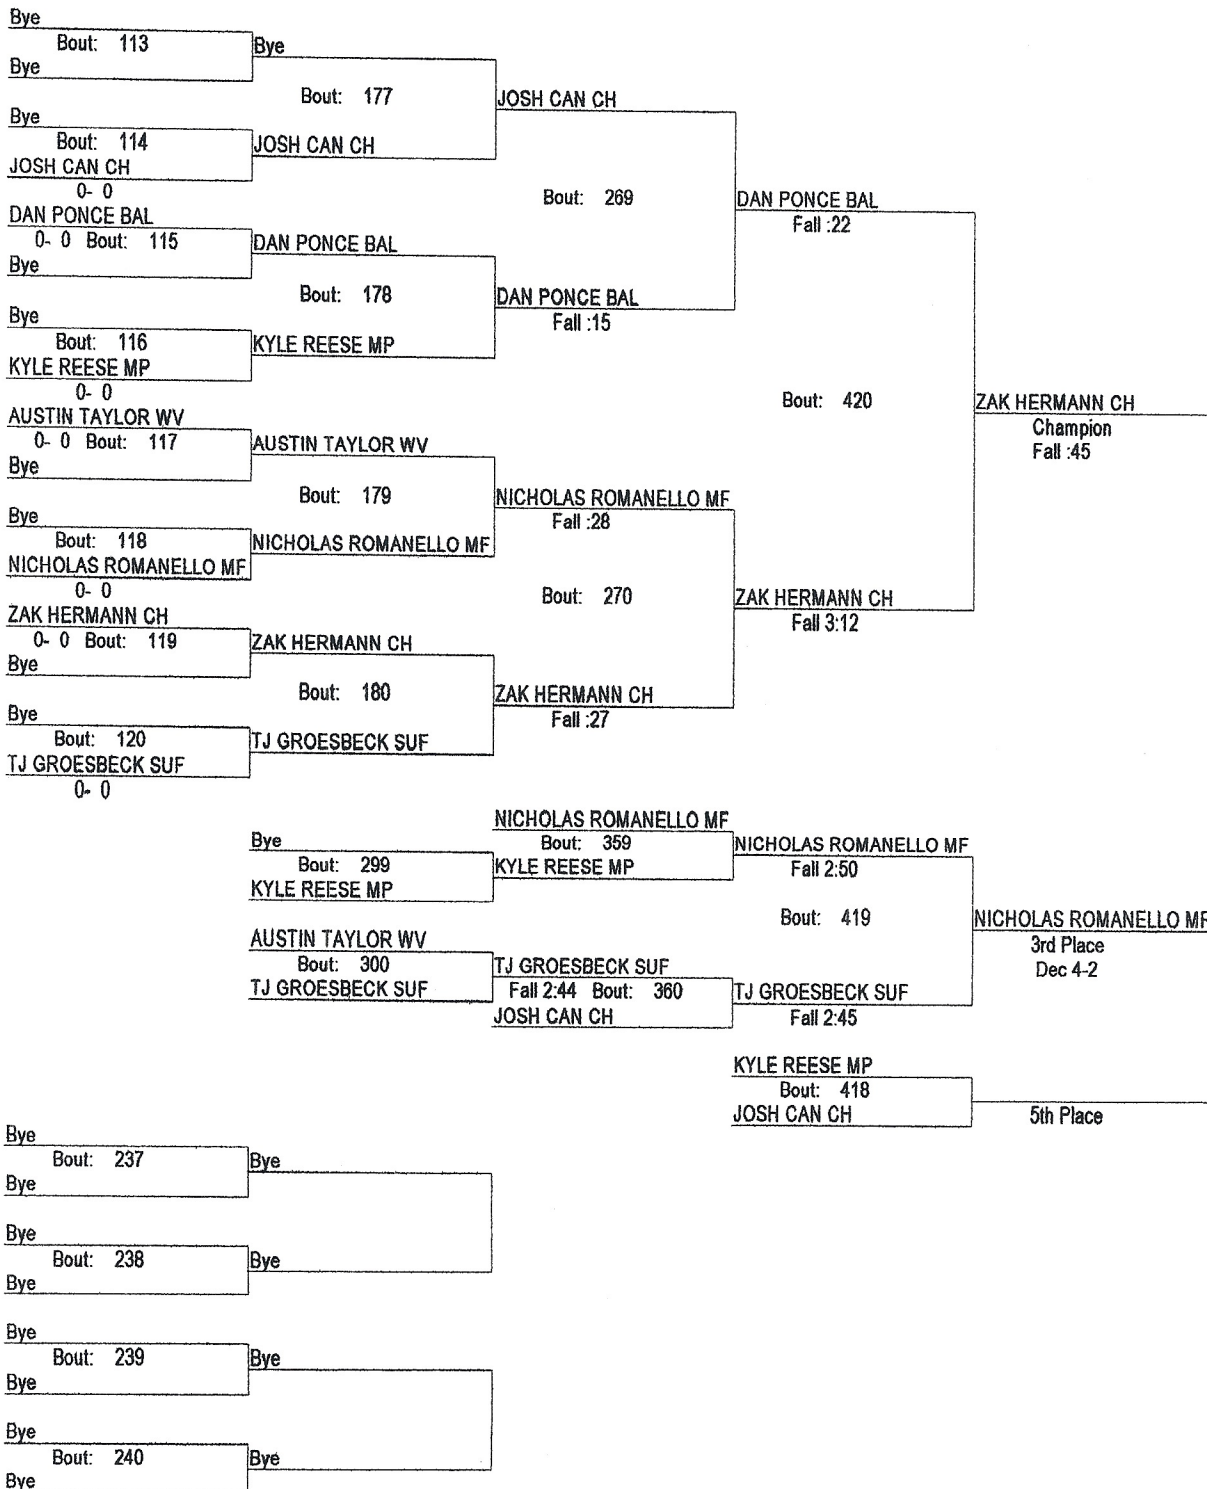 Bye
Bout: 113
Bye
Bye
Bout: 177
JOSH CAN CH
Bye
Bout: 114
JOSH CAN CH
JOSH CAN CH
0- 0
Bout: 269
DAN PONCE BAL
Fall :22
DAN PONCE BAL
0- 0 Bout: 115
DAN PONCE BAL
Bye
Bout: 178
DAN PONCE BAL
Fall :15
Bye
Bout: 116
KYLE REESE MP
KYLE REESE MP
0- 0
Bout: 420
ZAK HERMANN CH
Champion
Fall :45
AUSTIN TAYLOR WV
0- 0 Bout: 117
AUSTIN TAYLOR WV
Bye
Bout: 179
NICHOLAS ROMANELLO MF
Fall :28
Bye
Bout: 118
NICHOLAS ROMANELLO MF
NICHOLAS ROMANELLO MF
0- 0
Bout: 270
ZAK HERMANN CH
Fall 3:12
ZAK HERMANN CH
0- 0 Bout: 119
ZAK HERMANN CH
Bye
Bout: 180
ZAK HERMANN CH
Fall :27
Bye
Bout: 120
TJ GROESBECK SUF
TJ GROESBECK SUF
0- 0
NICHOLAS ROMANELLO MF
Bye
Bout: 359
NICHOLAS ROMANELLO MF
Bout: 299
KYLE REESE MP
Fall 2:50
KYLE REESE MP
Bout: 419
NICHOLAS ROMANELLO MF
3rd Place
Dec 4-2
AUSTIN TAYLOR WV
Bout: 300
TJ GROESBECK SUF
TJ GROESBECK SUF
Fall 2:44 Bout: 360
TJ GROESBECK SUF
JOSH CAN CH
Fall 2:45
KYLE REESE MP
Bout: 418
JOSH CAN CH
5th Place
Bye
Bout: 237
Bye
Bye
Bye
Bout: 238
Bye
Bye
Bye
Bout: 239
Bye
Bye
Bye
Bout: 240
Bye
Bye